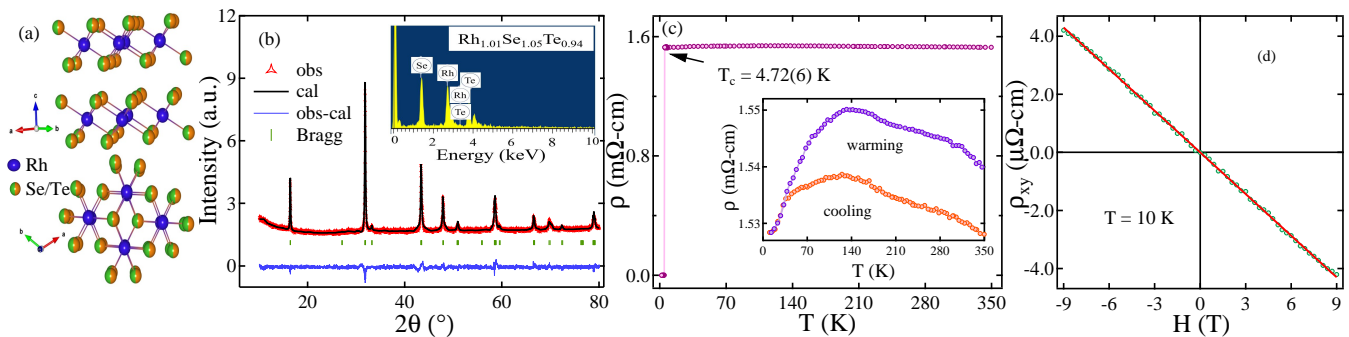 (a)
c
a
b
Rh
Se/Te
b
a
(b)
Intensity (a.u.)
12
9
6
3
0
obs
cal
obs-cal
Bragg
Rh1.01Se1.05Te0.94
Se
Rh
Te
Rh
Te
0 2 4 6 8 10
Energy (keV)
20 40 60 80
2θ (°)
(c)
ρ (mΩ-cm)
1.6
0.8
0.0
Tc = 4.72(6) K
ρ (mΩ-cm)
1.55
1.54
1.53
warming
cooling
70 140 210 280 350
T (K)
0 70 140 210 280 350
T (K)
(d)
ρxy (μΩ-cm)
4.0
2.0
0.0
-2.0
-4.0
T = 10 K
-9 -6 -3 0 3 6 9
H (T)